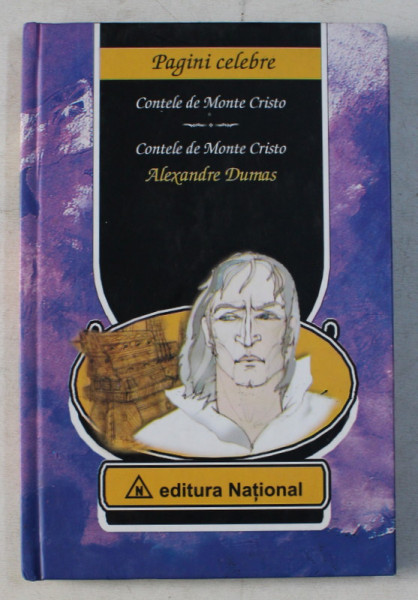 Pagini celebre
Contele de Monte Cristo
Contele de Monte Cristo
Alexandre Dumas
N editura Național